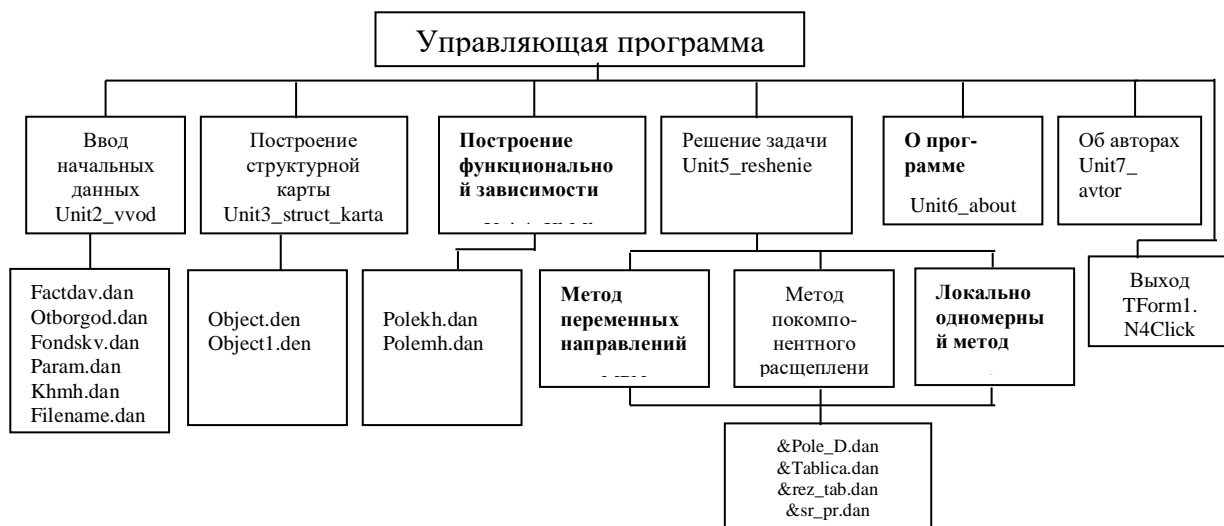 Управляющая программа
Ввод
начальных
данных
Unit2_vvod
Построение
структурной
карты
Unit3_struct_karta
Построение
функционально
й зависимости
Решение задачи
Unit5_reshenie
О про-
грамме
Unit6_about
Об авторах
Unit7_
avtor
Factdav.dan
Otborgod.dan
Fondskv.dan
Param.dan
Khmh.dan
Filename.dan
Object.den
Object1.den
Polekh.dan
Polemh.dan
Метод
переменных
направлений
Метод
покомпо-
нентного
расщеплени
Локально
одномерны
й метод
Выход
TForm1.
N4Click
&Pole_D.dan
&Tablica.dan
&rez_tab.dan
&sr_pr.dan